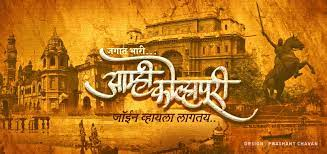 जगात भारी...
आम्ही कोल्हापुरी
जॉईन व्हायला लागतय..
DESIGN : PRASHANT CHAVAN